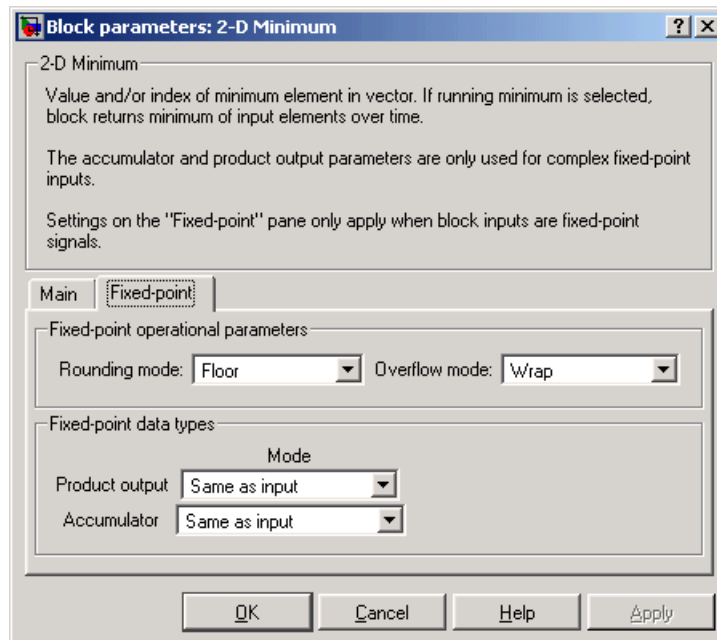 Block parameters: 2-D Minimum
2-D Minimum
Value and/or index of minimum element in vector. If running minimum is selected,
block returns minimum of input elements over time.
The accumulator and product output parameters are only used for complex fixed-point
inputs.
Settings on the "Fixed-point" pane only apply when block inputs are fixed-point
signals.
Main Fixed-point
Fixed-point operational parameters
Rounding mode: Floor Overflow mode: Wrap
Fixed-point data types
Mode
Product output Same as input
Accumulator Same as input
OK Cancel Help Apply